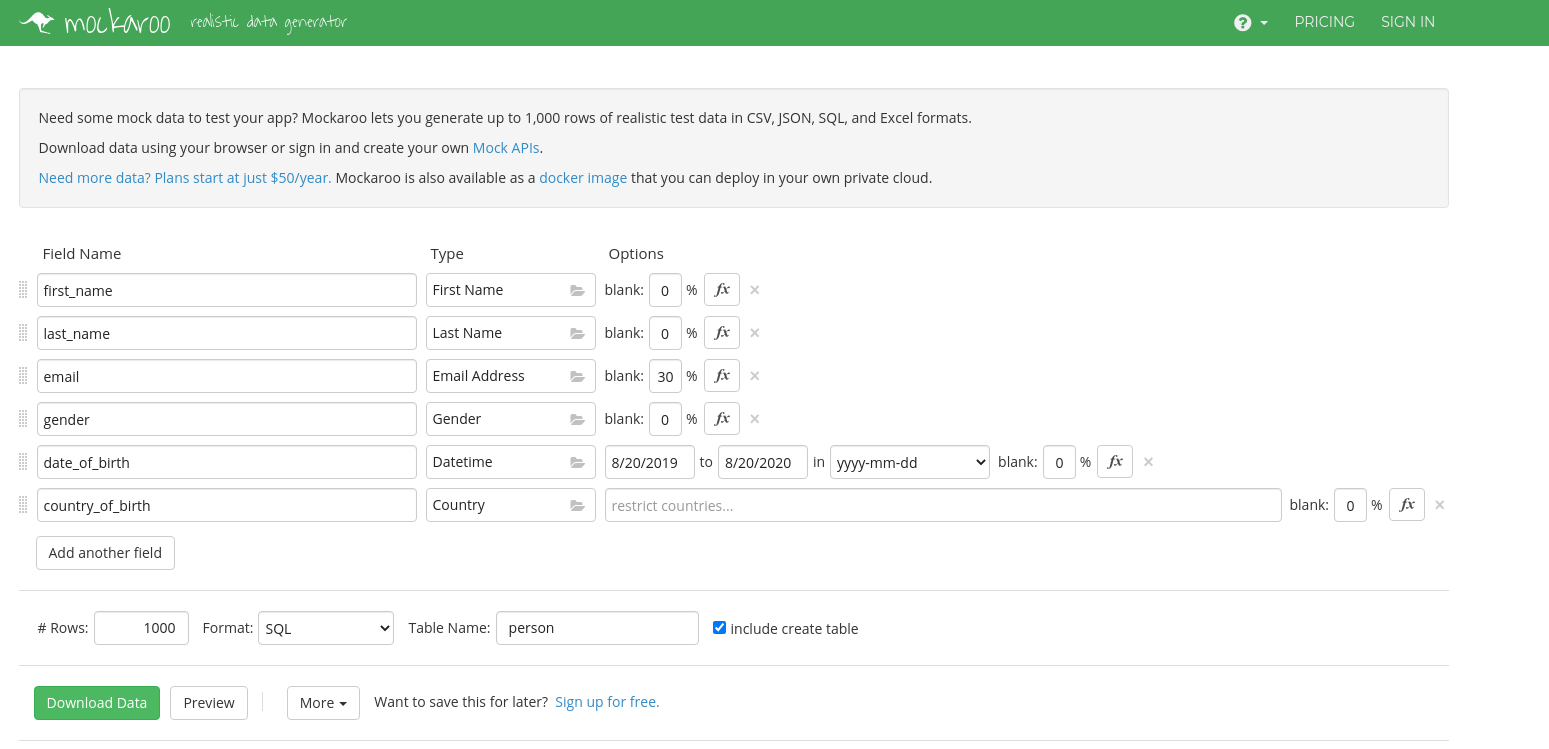 mockaroo realistic data generator ? PRICING SIGN IN
Need some mock data to test your app? Mockaroo lets you generate up to 1,000 rows of realistic test data in CSV, JSON, SQL, and Excel formats.
Download data using your browser or sign in and create your own Mock APIs.
Need more data? Plans start at just $50/year. Mockaroo is also available as a docker image that you can deploy in your own private cloud.
Field Name Type Options
first_name First Name blank: 0 % fx ×
last_name Last Name blank: 0 % fx ×
email Email Address blank: 30 % fx ×
gender Gender blank: 0 % fx ×
date_of_birth Datetime 8/20/2019 to 8/20/2020 in yyyy-mm-dd blank: 0 % fx ×
country_of_birth Country restrict countries... blank: 0 % fx ×
Add another field
# Rows: 1000 Format: SQL Table Name: person include create table
Download Data Preview More Want to save this for later? Sign up for free.